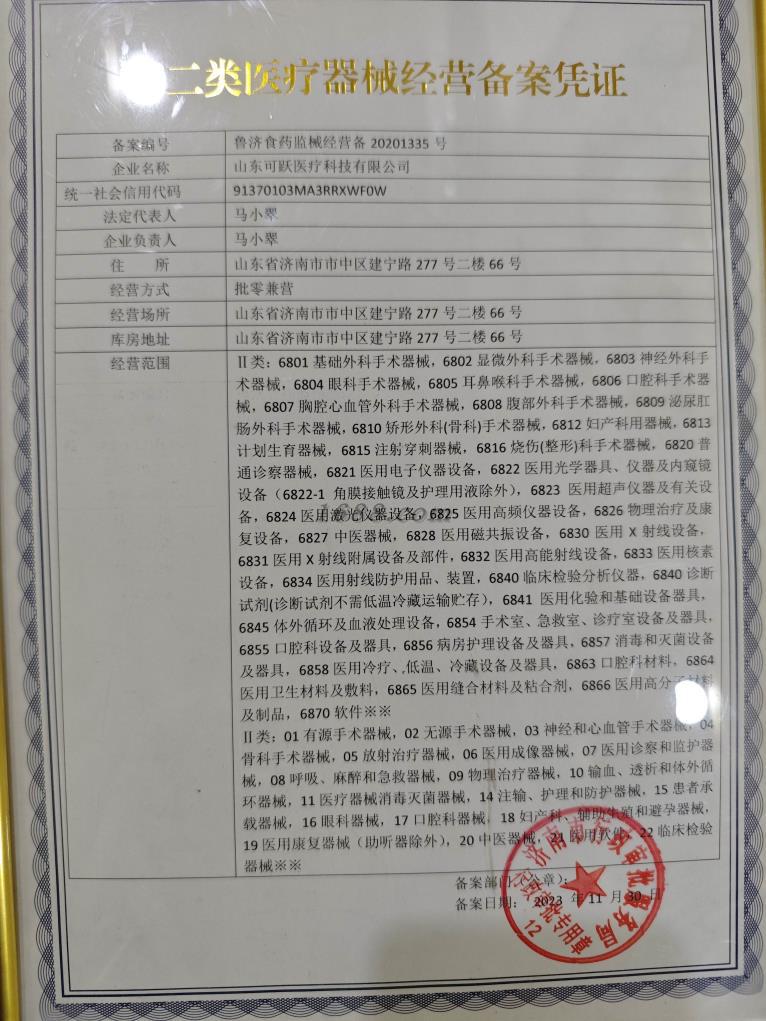 二类医疗器械经营备案凭证
备案编号 鲁济食药监械经营备 20201335 号
企业名称 山东可跃医疗科技有限公司
统一社会信用代码 91370103MA3RRXWF0W
法定代表人 马小翠
企业负责人 马小翠
住 所 山东省济南市市中区建宁路 277 号二楼 66 号
经营方式 批零兼营
经营场所 山东省济南市市中区建宁路 277 号二楼 66 号
库房地址 山东省济南市市中区建宁路 277 号二楼 66 号
经营范围 II类：6801 基础外科手术器械，6802 显微外科手术器械，6803 神经外科手
术器械，6804 眼科手术器械，6805 耳鼻喉科手术器械，6806 口腔科手术器
械，6807 胸腔心血管外科手术器械，6808 腹部外科手术器械，6809 泌尿肛
肠外科手术器械，6810 矫形外科(骨科)手术器械，6812 妇产科用器械，6813
计划生育器械，6815 注射穿刺器械，6816 烧伤(整形)科手术器械，6820 普
通诊察器械，6821 医用电子仪器设备，6822 医用光学器具、仪器及内窥镜
设备（6822-1 角膜接触镜及护理用液除外），6823 医用超声仪器及有关设
备，6824 医用激光仪器设备，6825 医用高频仪器设备，6826 物理治疗及康
复设备，6827 中医器械，6828 医用磁共振设备，6830 医用 X 射线设备，
6831 医用 X 射线附属设备及部件，6832 医用高能射线设备，6833 医用核素
设备，6834 医用射线防护用品、装置，6840 临床检验分析仪器，6840 诊断
试剂(诊断试剂不需低温冷藏运输贮存)，6841 医用化验和基础设备器具，
6845 体外循环及血液处理设备，6854 手术室、急救室、诊疗室设备及器具，
6855 口腔科设备及器具，6856 病房护理设备及器具，6857 消毒和灭菌设备
及器具，6858 医用冷疗、低温、冷藏设备及器具，6863 口腔科材料，6864
医用卫生材料及敷料，6865 医用缝合材料及粘合剂，6866 医用高分子材料
及制品，6870 软件※※
II类：01 有源手术器械，02 无源手术器械，03 神经和心血管手术器械，04
骨科手术器械，05 放射治疗器械，06 医用成像器械，07 医用诊察和监护器
械，08 呼吸、麻醉和急救器械，09 物理治疗器械，10 输血、透析和体外循
环器械，11 医疗器械消毒灭菌器械，14 注输、护理和防护器械，15 患者承
载器械，16 眼科器械，17 口腔科器械，18 妇产科、辅助生殖和避孕器械，
19 医用康复器械（助听器除外），20 中医器械，21 医用软件，22 临床检验
器械※※
备案部门（公章）：
备案日期： 2023 年 11 月 30 日
济南市行政审批服务局
行政审批专用章
12